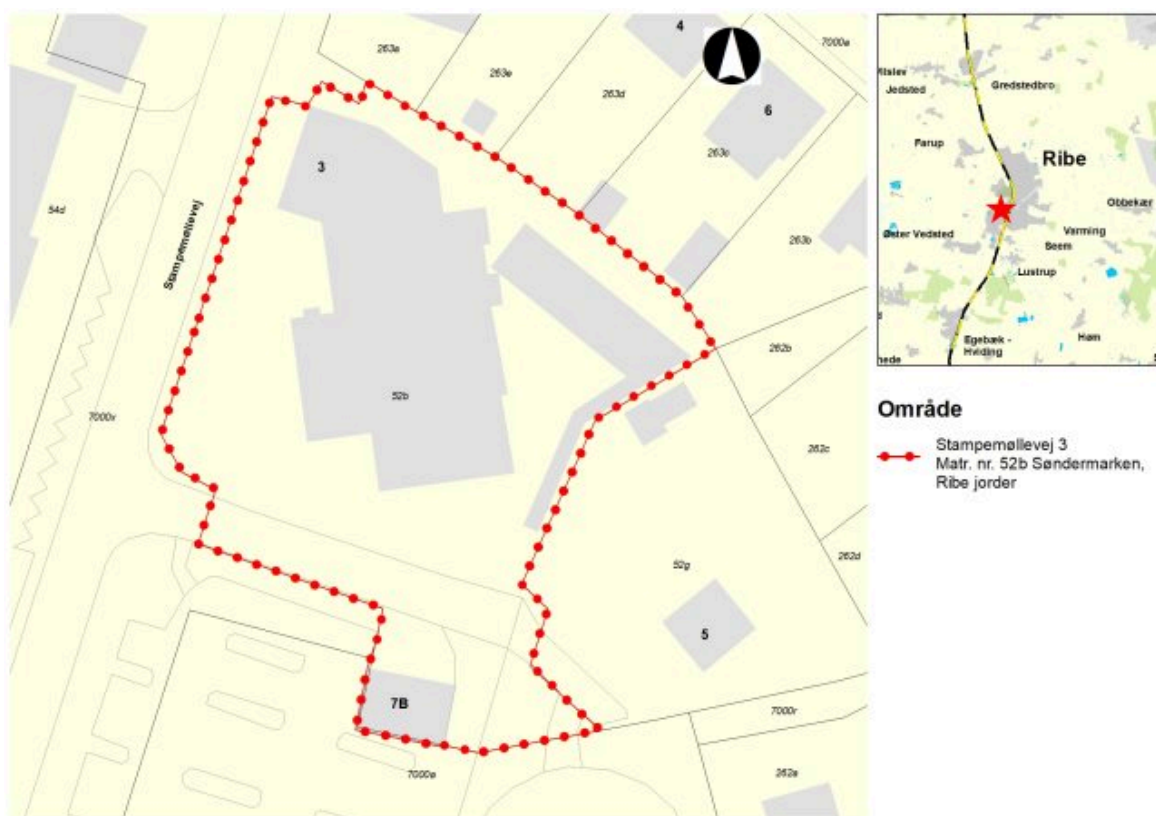 4
263a
7000a
263e
263d
6
263c
3
54d
263b
Stampemøllevej
262b
52b
7000v
262c
262d
52g
5
7B
7000r
7000ø
262a
Jedsted
Gredstedbro
Farup
Ribe
Obbekær
Øster Vedsted
Varming
Seem
Lustrup
Egebæk -
Hviding
Høm
Område
Stampemøllevej 3
Matr. nr. 52b Søndermarken,
Ribe jorder